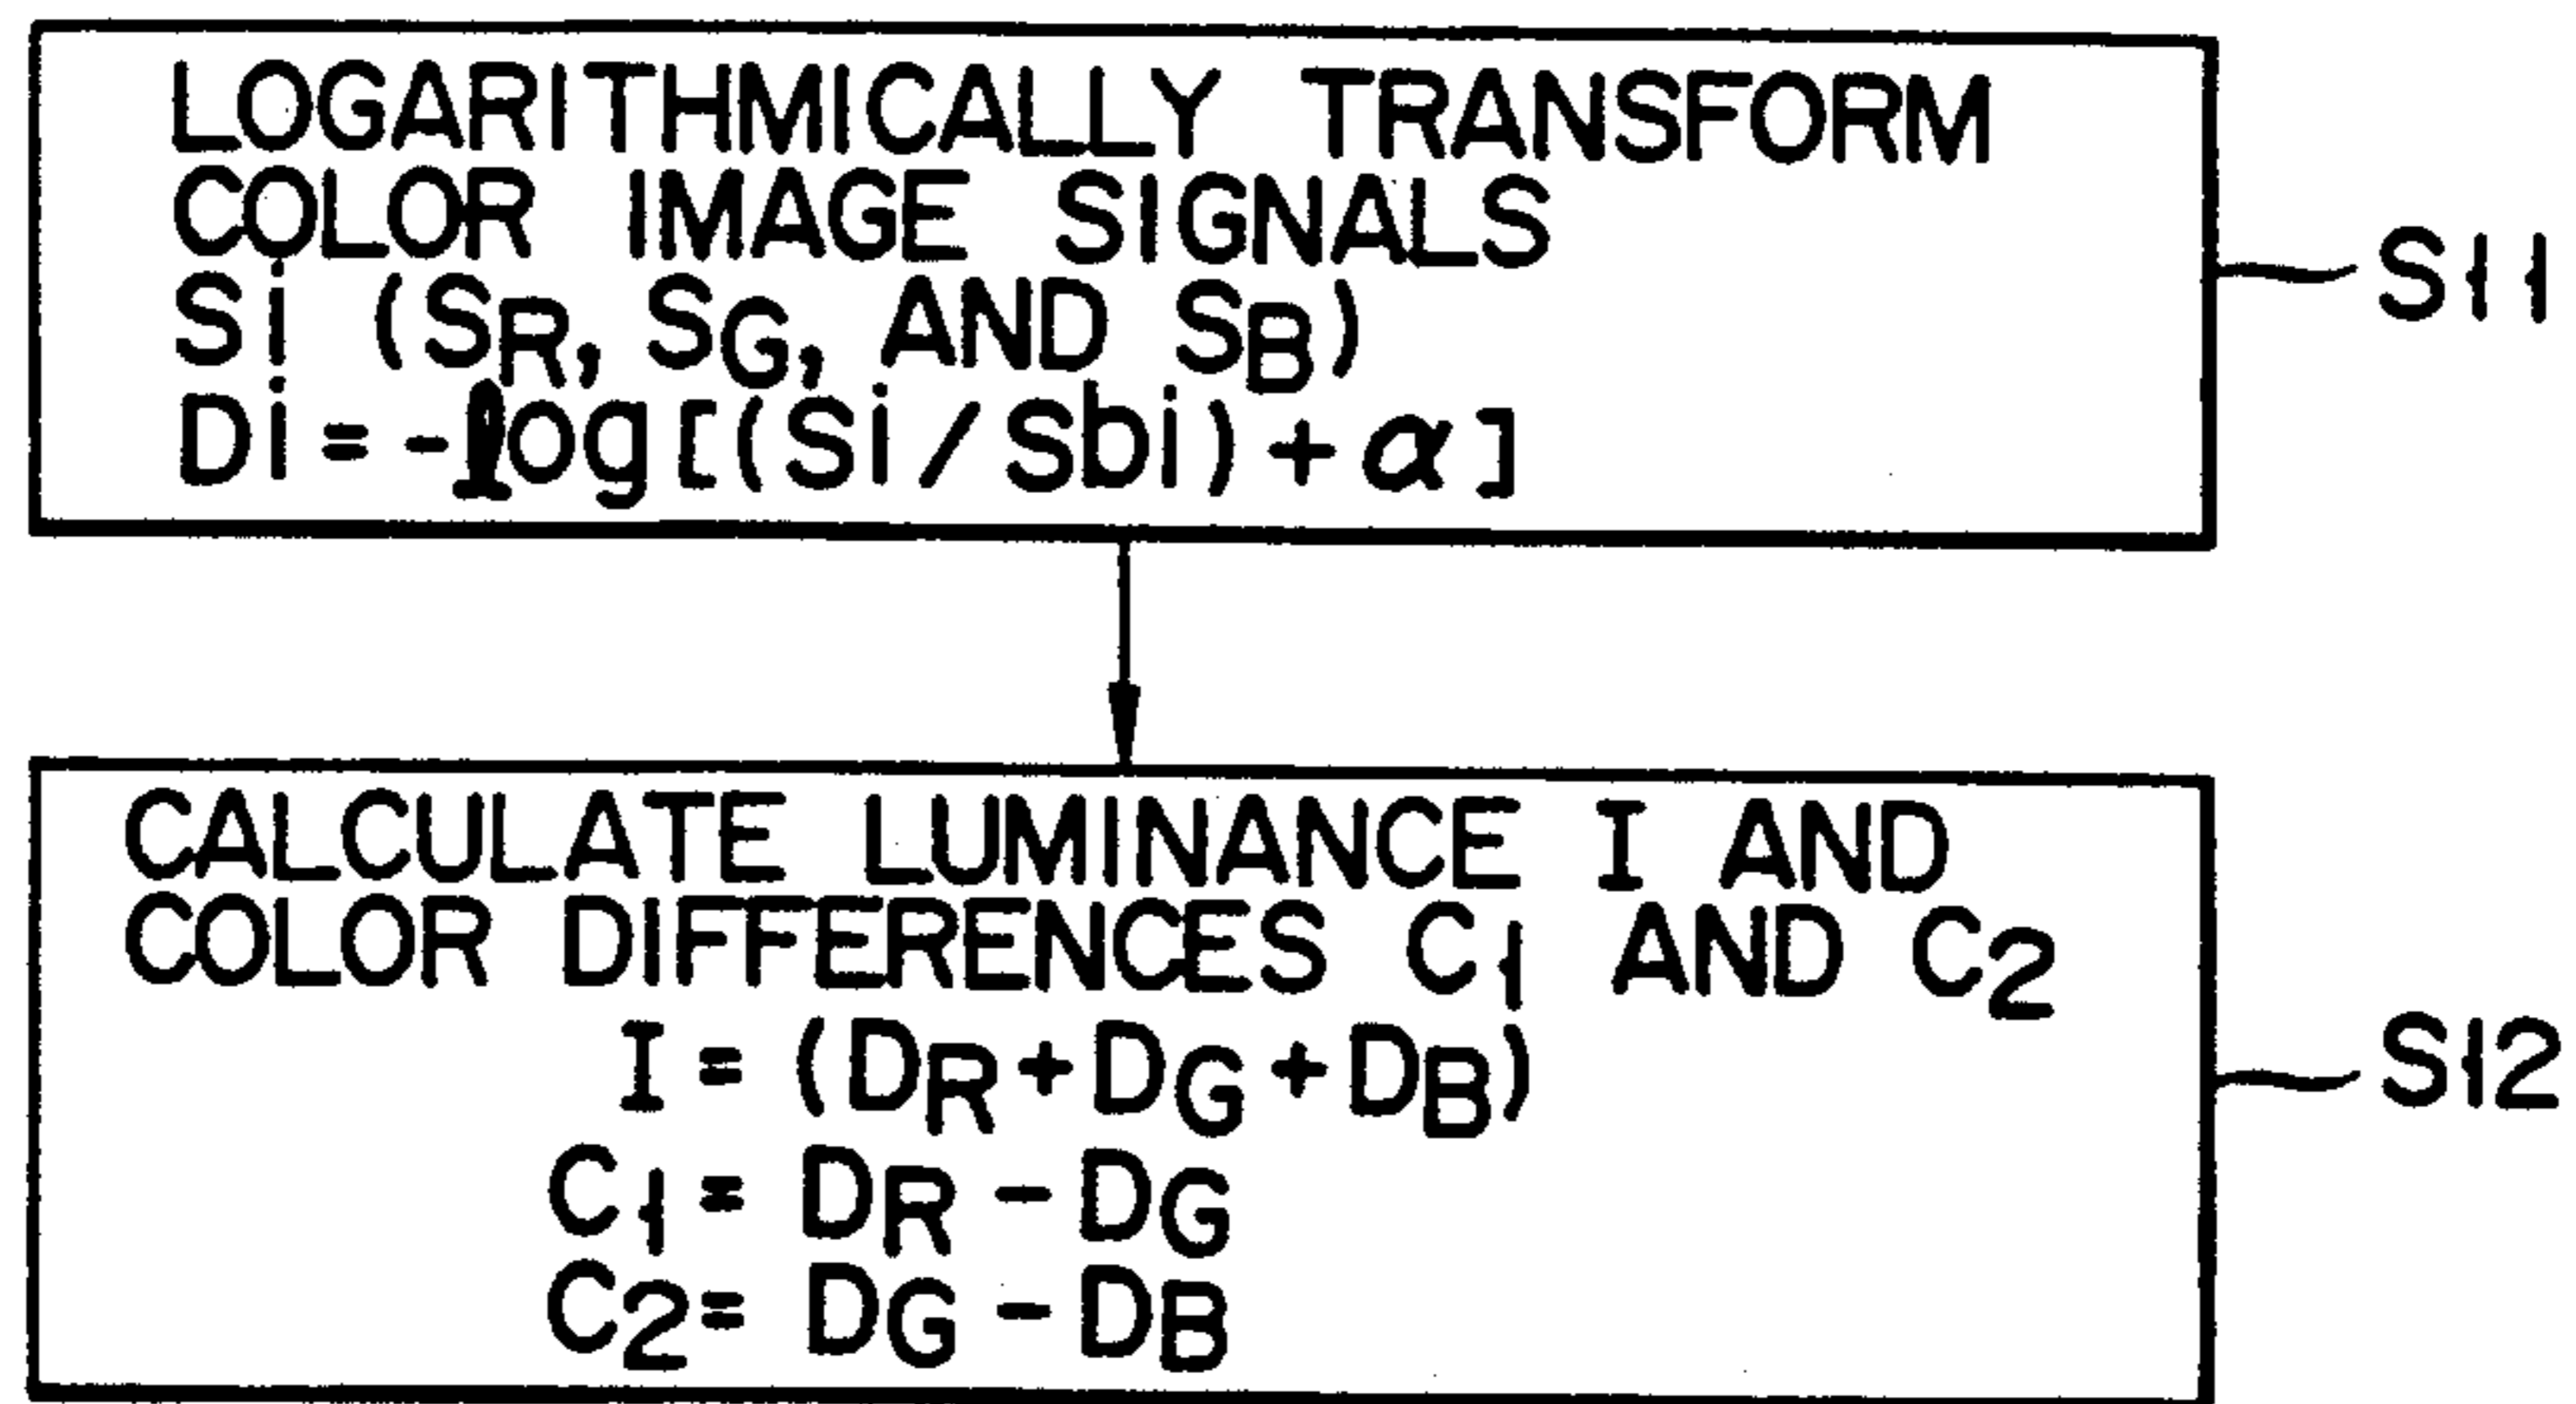 LOGARITHMICALLY TRANSFORM
COLOR IMAGE SIGNALS
Si (SR, SG, AND SB)
Di = -log [(Si / Sbi) + α]
S11
CALCULATE LUMINANCE I AND
COLOR DIFFERENCES C1 AND C2
I = (DR + DG + DB)
C1 = DR - DG
C2 = DG - DB
S12